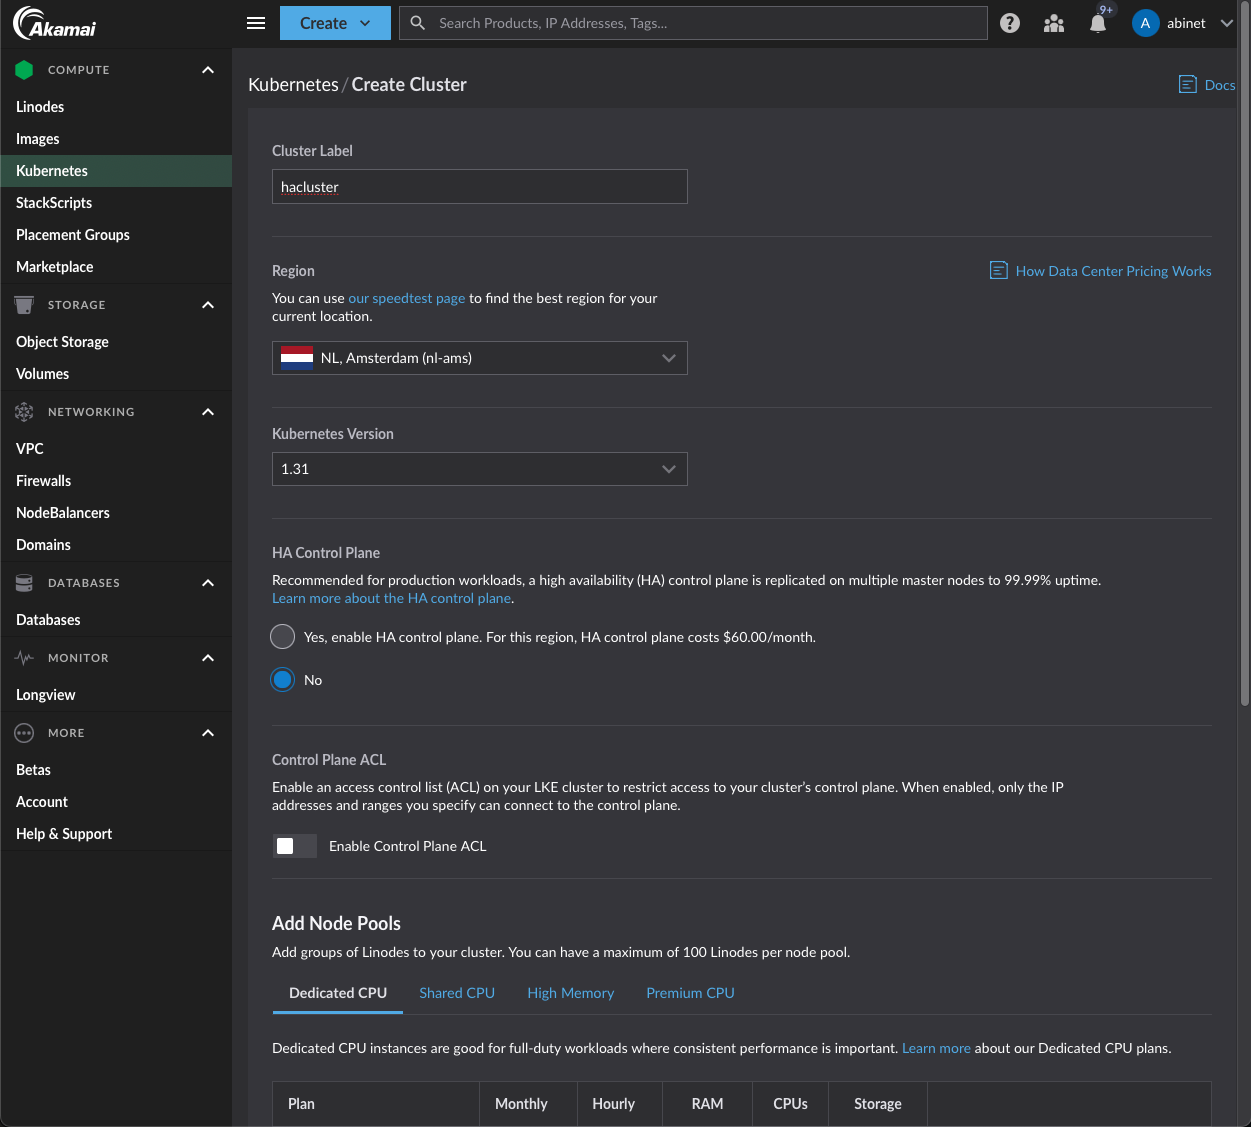 Akamai
Create
Search Products, IP Addresses, Tags...
9+
A
abinet
COMPUTE
Linodes
Images
Kubernetes
StackScripts
Placement Groups
Marketplace
STORAGE
Object Storage
Volumes
NETWORKING
VPC
Firewalls
NodeBalancers
Domains
DATABASES
Databases
MONITOR
Longview
MORE
Betas
Account
Help & Support
Kubernetes / Create Cluster
Docs
Cluster Label
hacluster
Region
How Data Center Pricing Works
You can use our speedtest page to find the best region for your
current location.
NL, Amsterdam (nl-ams)
Kubernetes Version
1.31
HA Control Plane
Recommended for production workloads, a high availability (HA) control plane is replicated on multiple master nodes to 99.99% uptime.
Learn more about the HA control plane.
Yes, enable HA control plane. For this region, HA control plane costs $60.00/month.
No
Control Plane ACL
Enable an access control list (ACL) on your LKE cluster to restrict access to your cluster’s control plane. When enabled, only the IP
addresses and ranges you specify can connect to the control plane.
Enable Control Plane ACL
Add Node Pools
Add groups of Linodes to your cluster. You can have a maximum of 100 Linodes per node pool.
Dedicated CPU Shared CPU High Memory Premium CPU
Dedicated CPU instances are good for full-duty workloads where consistent performance is important. Learn more about our Dedicated CPU plans.
Plan Monthly Hourly RAM CPUs Storage